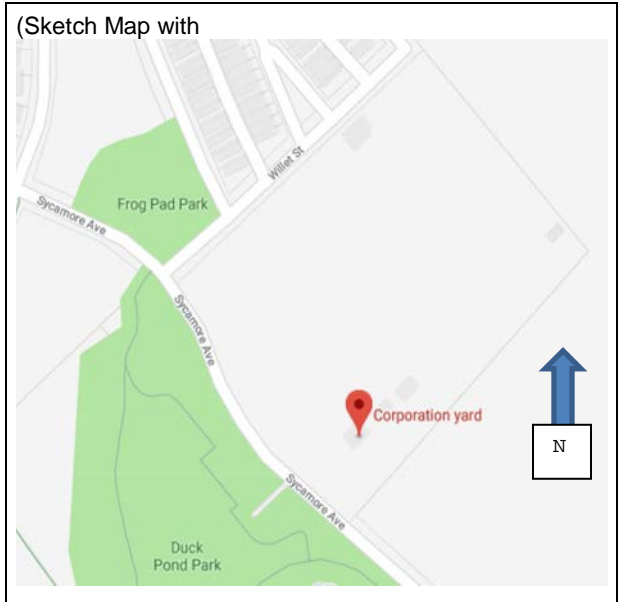 (Sketch Map with
Willet St
Frog Pad Park
Sycamore Ave
Sycamore Ave
Corporation yard
N
Sycamore Ave
Duck
Pond Park